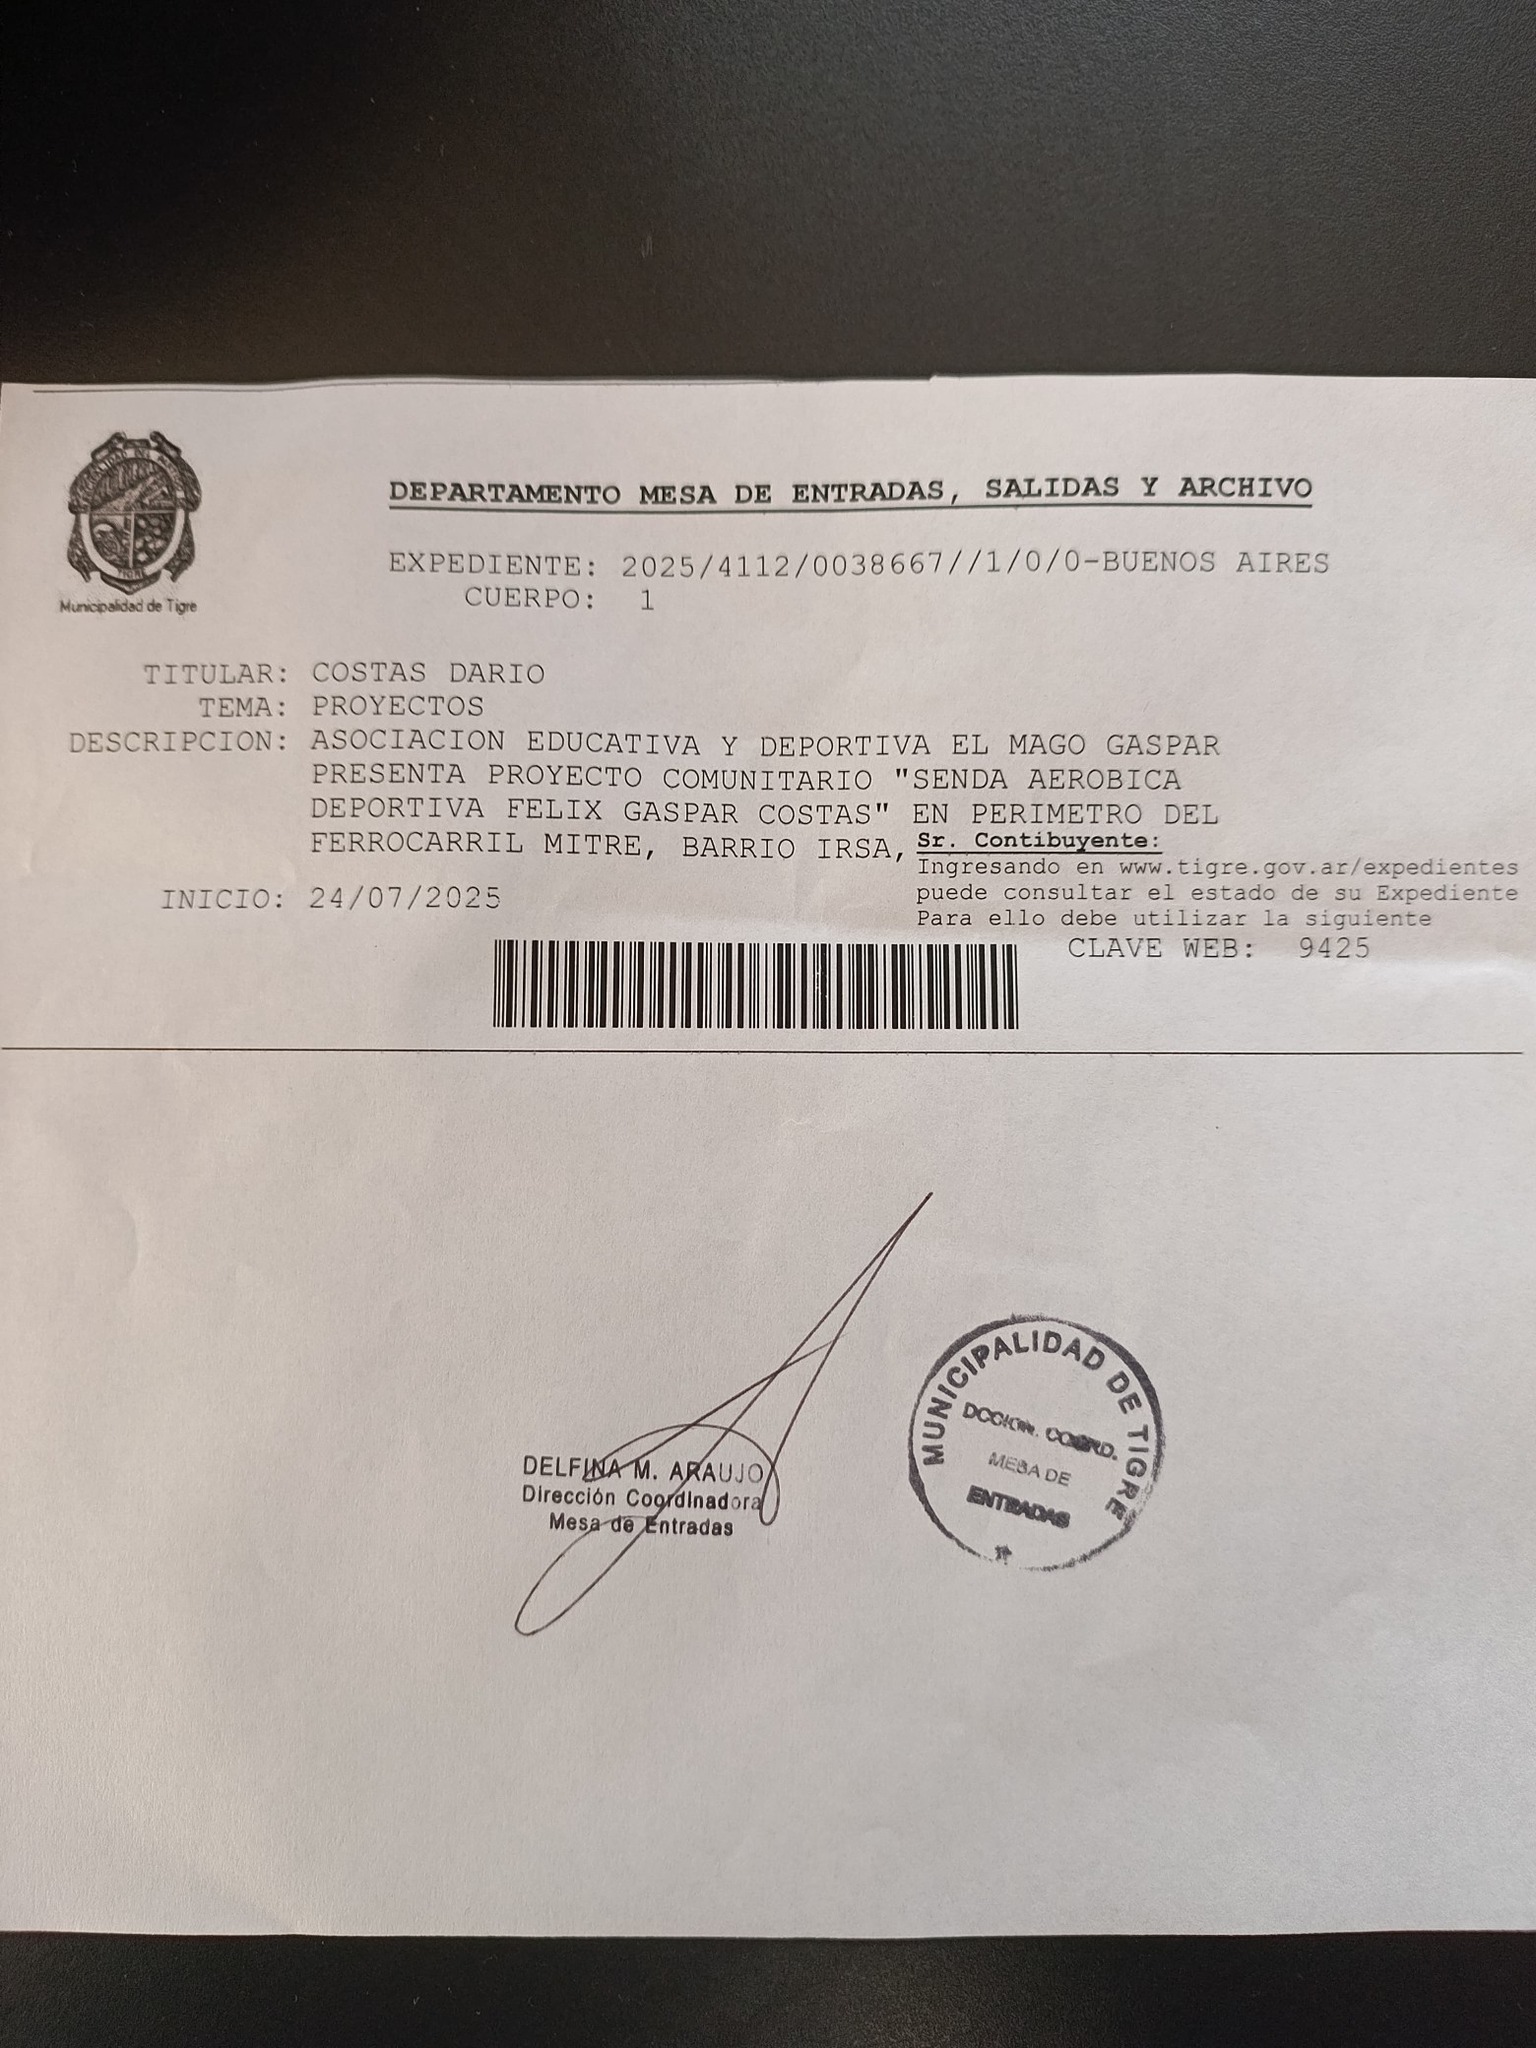 DEPARTAMENTO MESA DE ENTRADAS, SALIDAS Y ARCHIVO
EXPEDIENTE: 2025/4112/0038667//1/0/0-BUENOS AIRES
CUERPO: 1
TIGRE
Municipalidad de Tigre
TITULAR: COSTAS DARIO
TEMA: PROYECTOS
DESCRIPCION: ASOCIACION EDUCATIVA Y DEPORTIVA EL MAGO GASPAR
PRESENTA PROYECTO COMUNITARIO "SENDA AEROBICA
DEPORTIVA FELIX GASPAR COSTAS" EN PERIMETRO DEL
FERROCARRIL MITRE, BARRIO IRSA,
Sr. Contibuyente:
Ingresando en www.tigre.gov.ar/expedientes
puede consultar el estado de su Expediente
Para ello debe utilizar la siguiente
CLAVE WEB: 9425
INICIO: 24/07/2025
DELFINA M. ARAUJO
Dirección Coordinadora
Mesa de Entradas
MUNICIPALIDAD DE TIGRE
DCCION. COORD.
MESA DE
ENTRADAS